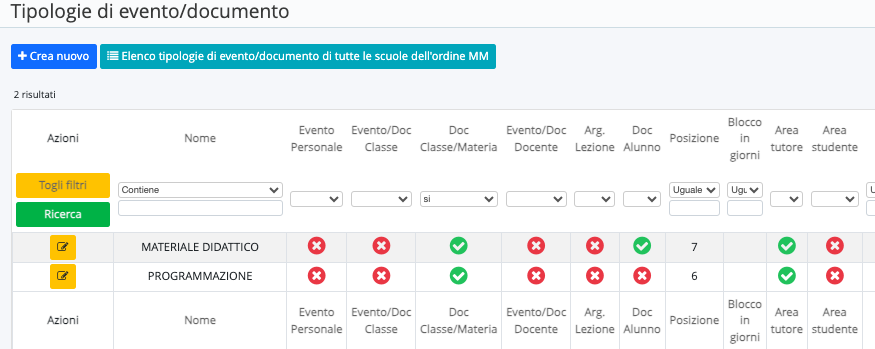 Tipologie di evento/documento
Crea nuovo
Elenco tipologie di evento/documento di tutte le scuole dell'ordine MM
2 risultati
Azioni Nome Evento Personale Evento/Doc Classe Doc Classe/Materia Evento/Doc Docente Arg. Lezione Doc Alunno Posizione Blocco in giorni Area tutore Area studente
Togli filtri Contiene si Uguale Ugu
Ricerca
MATERIALE DIDATTICO 7
PROGRAMMAZIONE 6
Azioni Nome Evento Personale Evento/Doc Classe Doc Classe/Materia Evento/Doc Docente Arg. Lezione Doc Alunno Posizione Blocco in giorni Area tutore Area studente